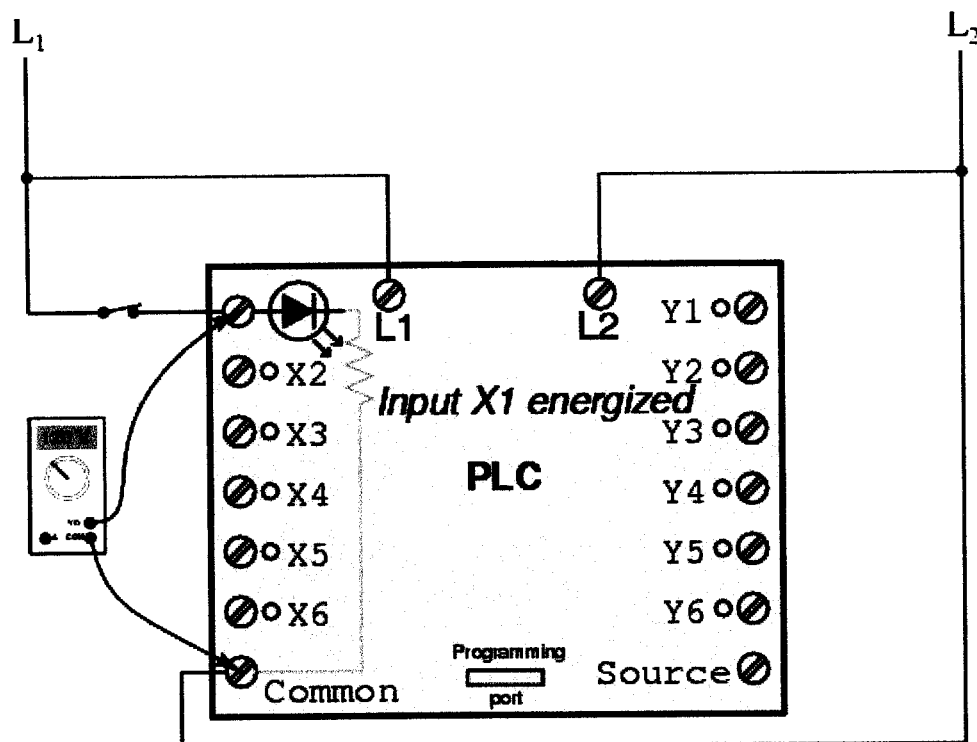 L1
L2
L1
L2
Y1
X2
Y2
Input X1 energized
X3
Y3
PLC
X4
Y4
X5
Y5
X6
Y6
Programming
port
Common
Source
A COM